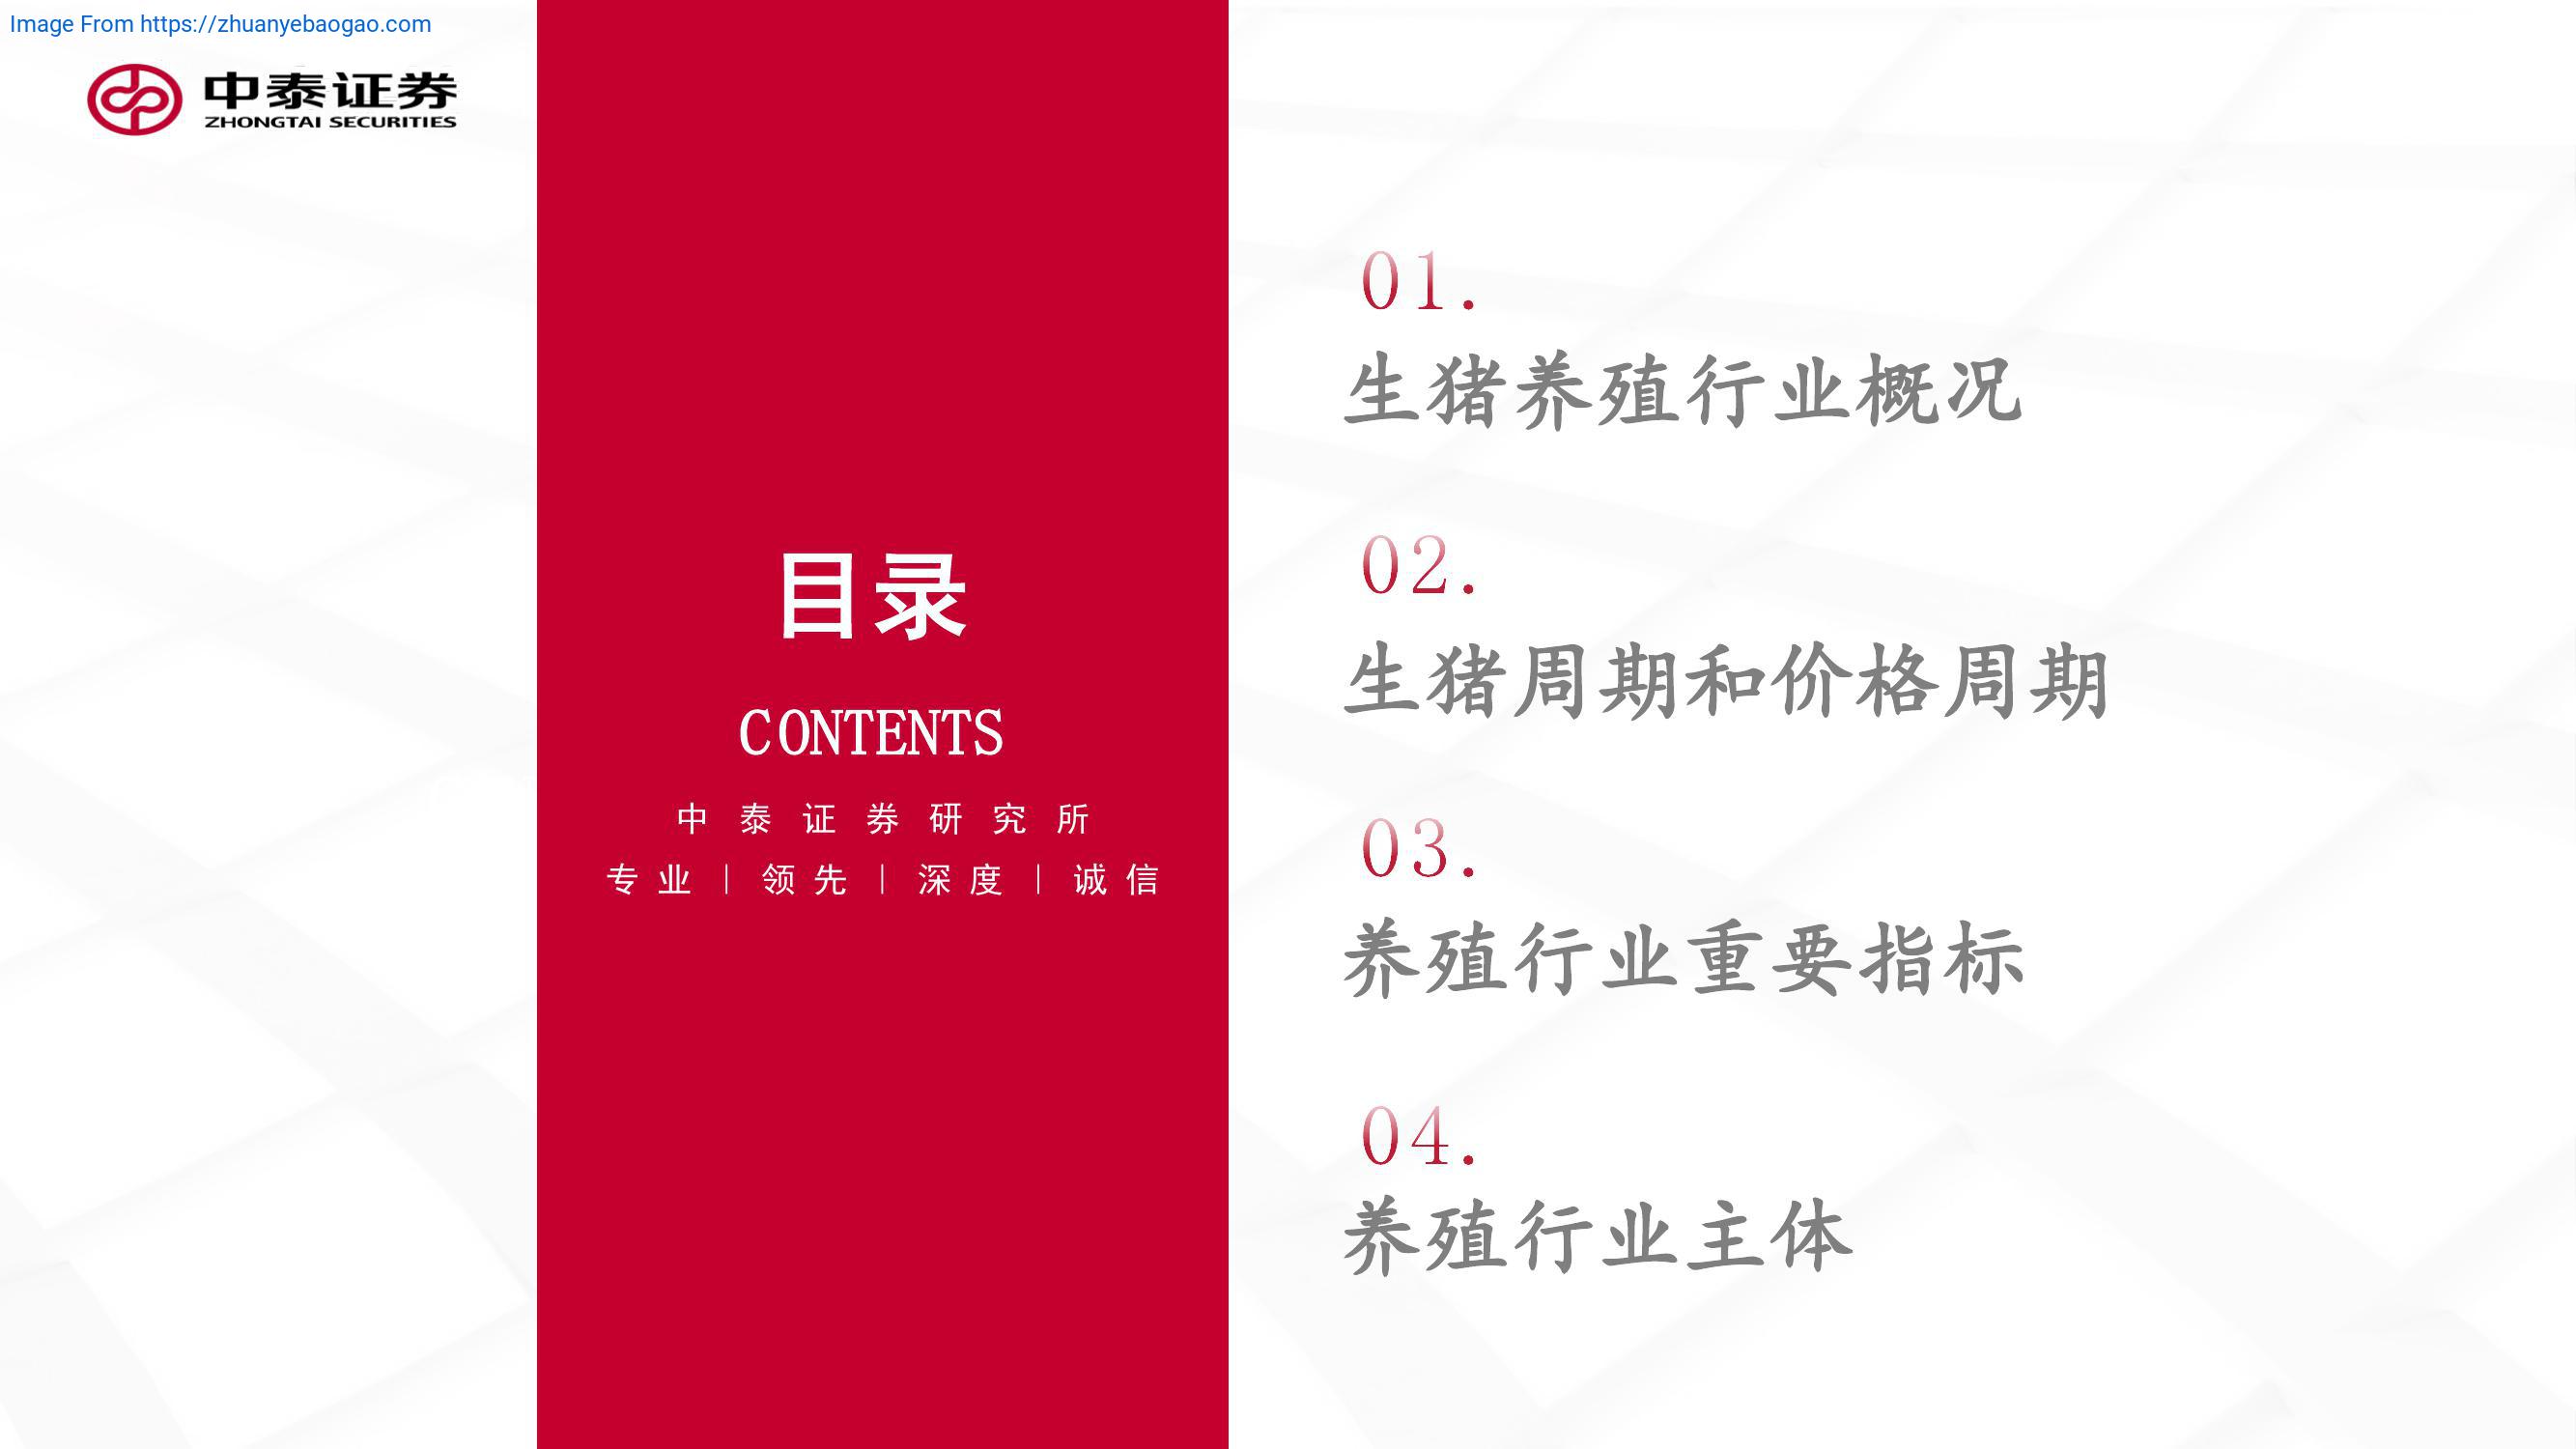 Image From https://zhuanyebaogao.com
中泰证券
ZHONGTAI SECURITIES
目录
CONTENTS
中泰证券研究所
专业｜领先｜深度｜诚信
01.
生猪养殖行业概况
02.
生猪周期和价格周期
03.
养殖行业重要指标
04.
养殖行业主体